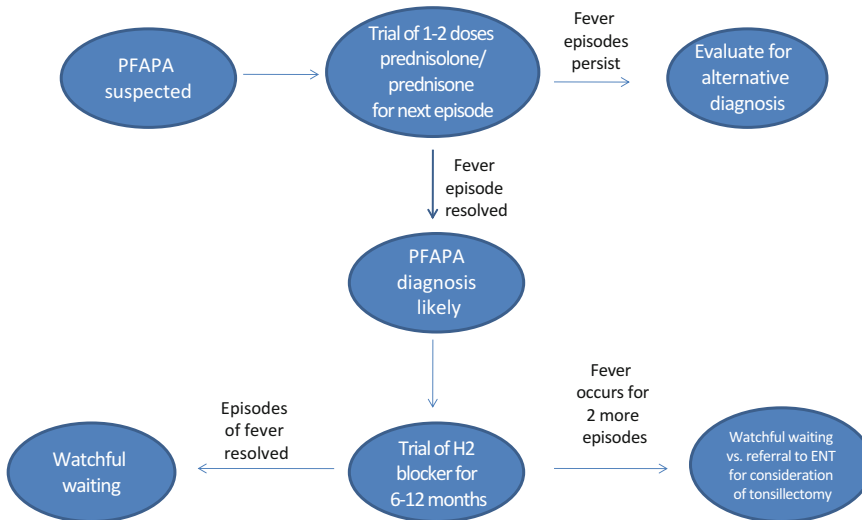 PFAPA
suspected
Trial of 1-2 doses
prednisolone/
prednisone
for next episode
Fever
episodes
persist
Evaluate for
alternative
diagnosis
Fever
episode
resolved
PFAPA
diagnosis
likely
Episodes
of fever
resolved
Fever
occurs for
2 more
episodes
Watchful
waiting
Trial of H2
blocker for
6-12 months
Watchful waiting
vs. referral to ENT
for consideration
of tonsillectomy